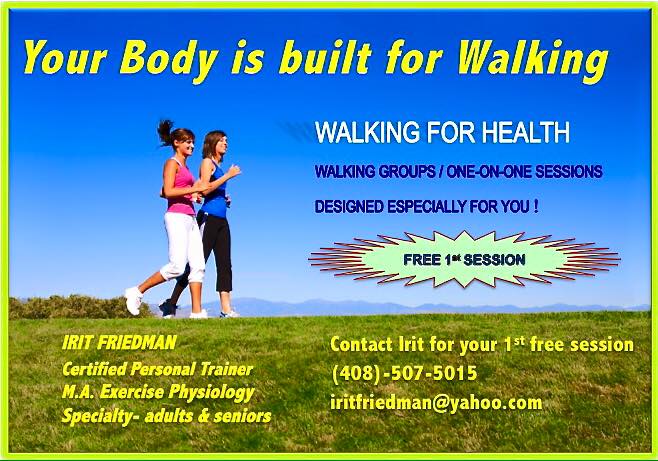 Your Body is built for Walking
WALKING FOR HEALTH
WALKING GROUPS / ONE-ON-ONE SESSIONS
DESIGNED ESPECIALLY FOR YOU !
FREE 1st SESSION
IRIT FRIEDMAN
Certified Personal Trainer
M.A. Exercise Physiology
Specialty- adults & seniors
Contact Irit for your 1st free session
(408)-507-5015
iritfriedman@yahoo.com